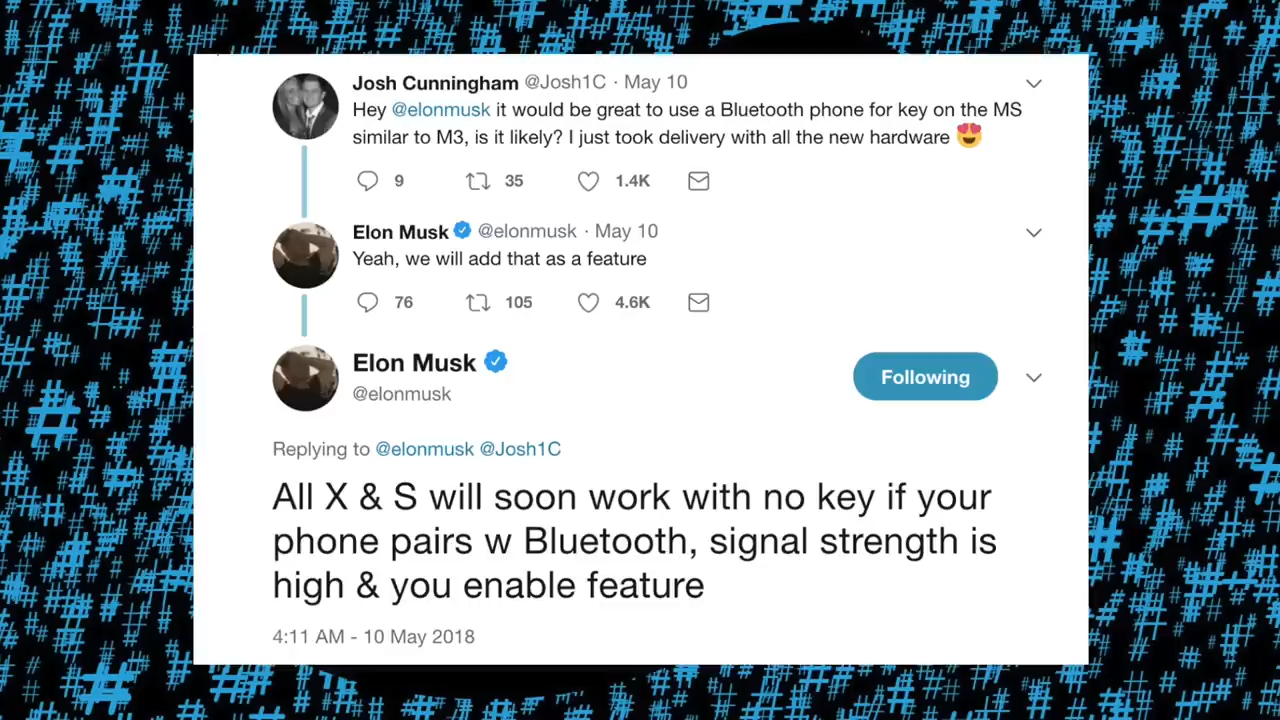 Josh Cunningham @Josh1C · May 10
Hey @elonmusk it would be great to use a Bluetooth phone for key on the MS
similar to M3, is it likely? I just took delivery with all the new hardware 😍
9 35 1.4K
Elon Musk @elonmusk · May 10
Yeah, we will add that as a feature
76 105 4.6K
Elon Musk
@elonmusk
Following
Replying to @elonmusk @Josh1C
All X & S will soon work with no key if your
phone pairs w Bluetooth, signal strength is
high & you enable feature
4:11 AM - 10 May 2018